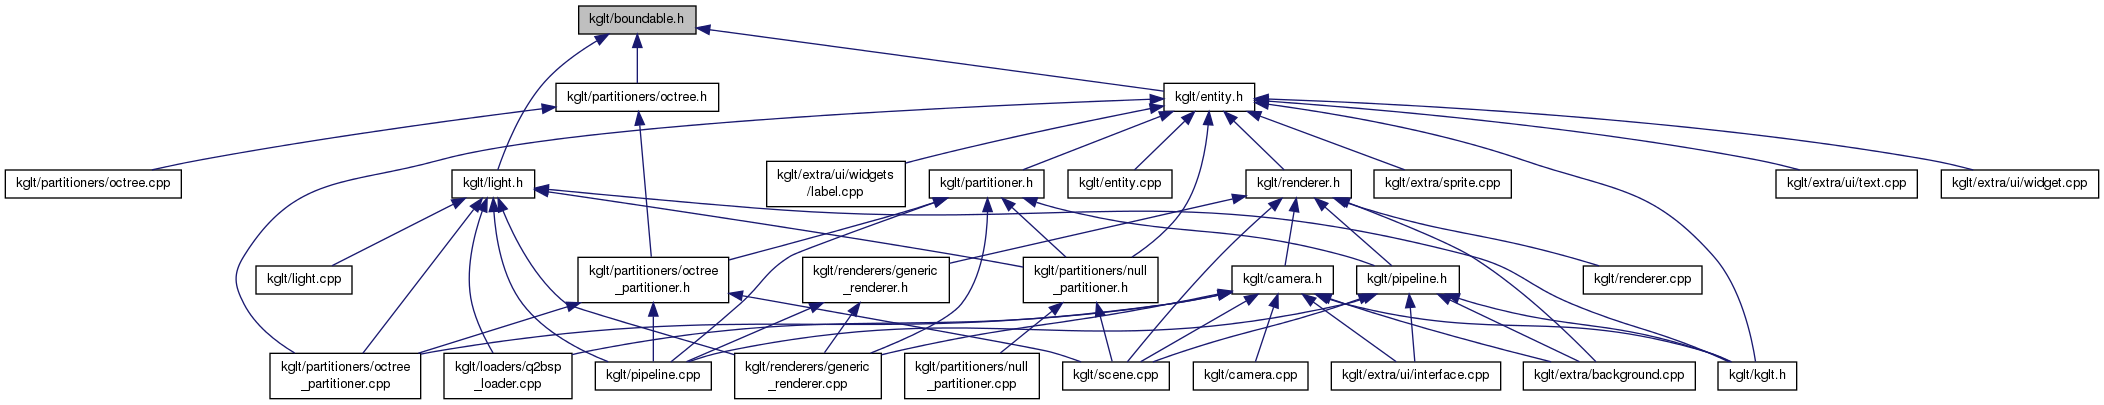 kglt/boundable.h
kglt/partitioners/octree.h
kglt/entity.h
kglt/partitioners/octree.cpp
kglt/light.h
kglt/extra/ui/widgets
/label.cpp
kglt/partitioner.h
kglt/entity.cpp
kglt/renderer.h
kglt/extra/sprite.cpp
kglt/extra/ui/text.cpp
kglt/extra/ui/widget.cpp
kglt/light.cpp
kglt/partitioners/octree
_partitioner.h
kglt/renderers/generic
_renderer.h
kglt/partitioners/null
_partitioner.h
kglt/camera.h
kglt/pipeline.h
kglt/renderer.cpp
kglt/partitioners/octree
_partitioner.cpp
kglt/loaders/q2bsp
_loader.cpp
kglt/pipeline.cpp
kglt/renderers/generic
_renderer.cpp
kglt/partitioners/null
_partitioner.cpp
kglt/scene.cpp
kglt/camera.cpp
kglt/extra/ui/interface.cpp
kglt/extra/background.cpp
kglt/kglt.h